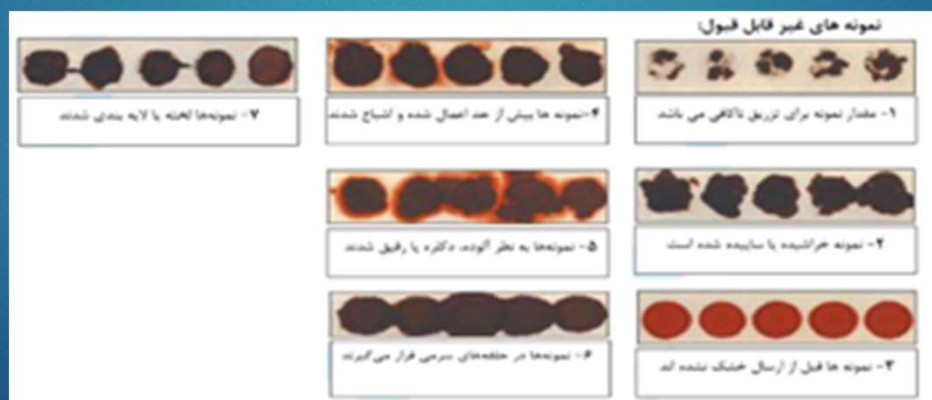 نمونه های غیر قابل قبول:
۱- مقدار نمونه برای تزریق ناکافی می باشد
۲- نمونه خراشیده یا ساییده شده است
۳- نمونه ها قبل از ارسال خشک نشده اند
۴-نمونه ها بیش از حد اعمال شده و اشباع شدند
۵- نمونه‌ها به نظر آلوده، دکلره یا رقیق شدند
۶- نمونه‌ها در حلقه‌های سرمی قرار می‌گیرند
۷- نمونه‌ها لخته یا لایه بندی شدند